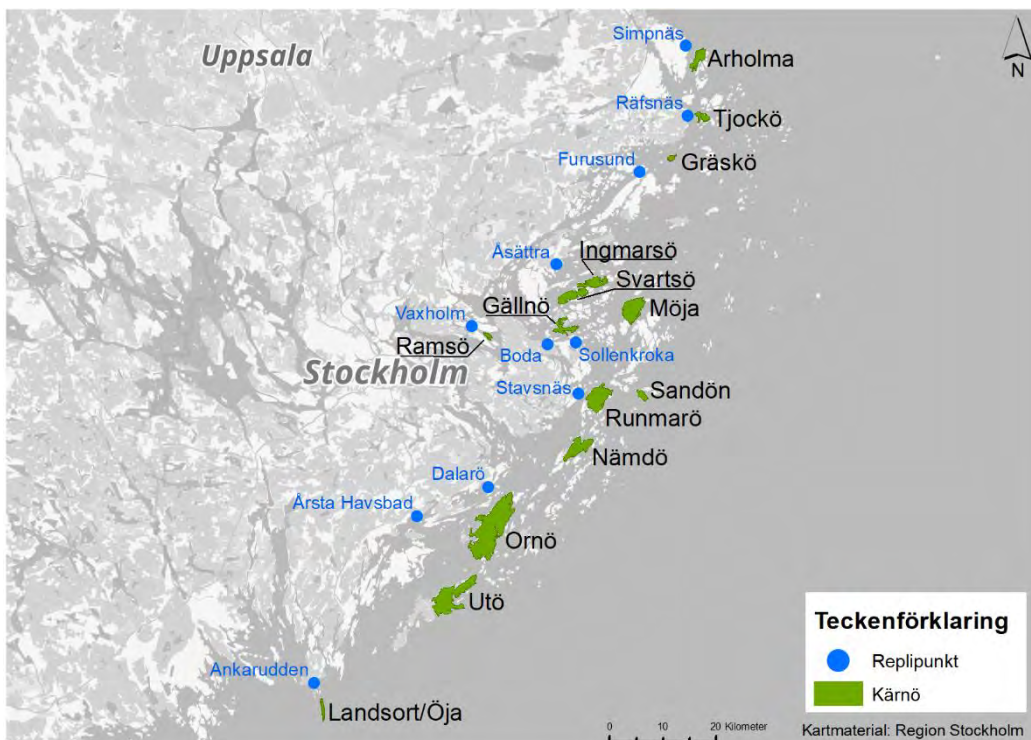 Simpnäs
Uppsala
Arholma
N
Räfsnäs
Tjockö
Furusund
Gräskö
Ingmarsö
Åsättra
Svartsö
Gällnö
Möja
Vaxholm
Ramsö
Boda
Sollenkroka
Stockholm
Stavsnäs
Sandön
Runmarö
Nämdö
Dalarö
Årsta Havsbad
Ornö
Utö
Teckenförklaring
Replipunkt
Kärnö
Ankarudden
Landsort/Öja
0 10 20 Kilometer
Kartmaterial: Region Stockholm